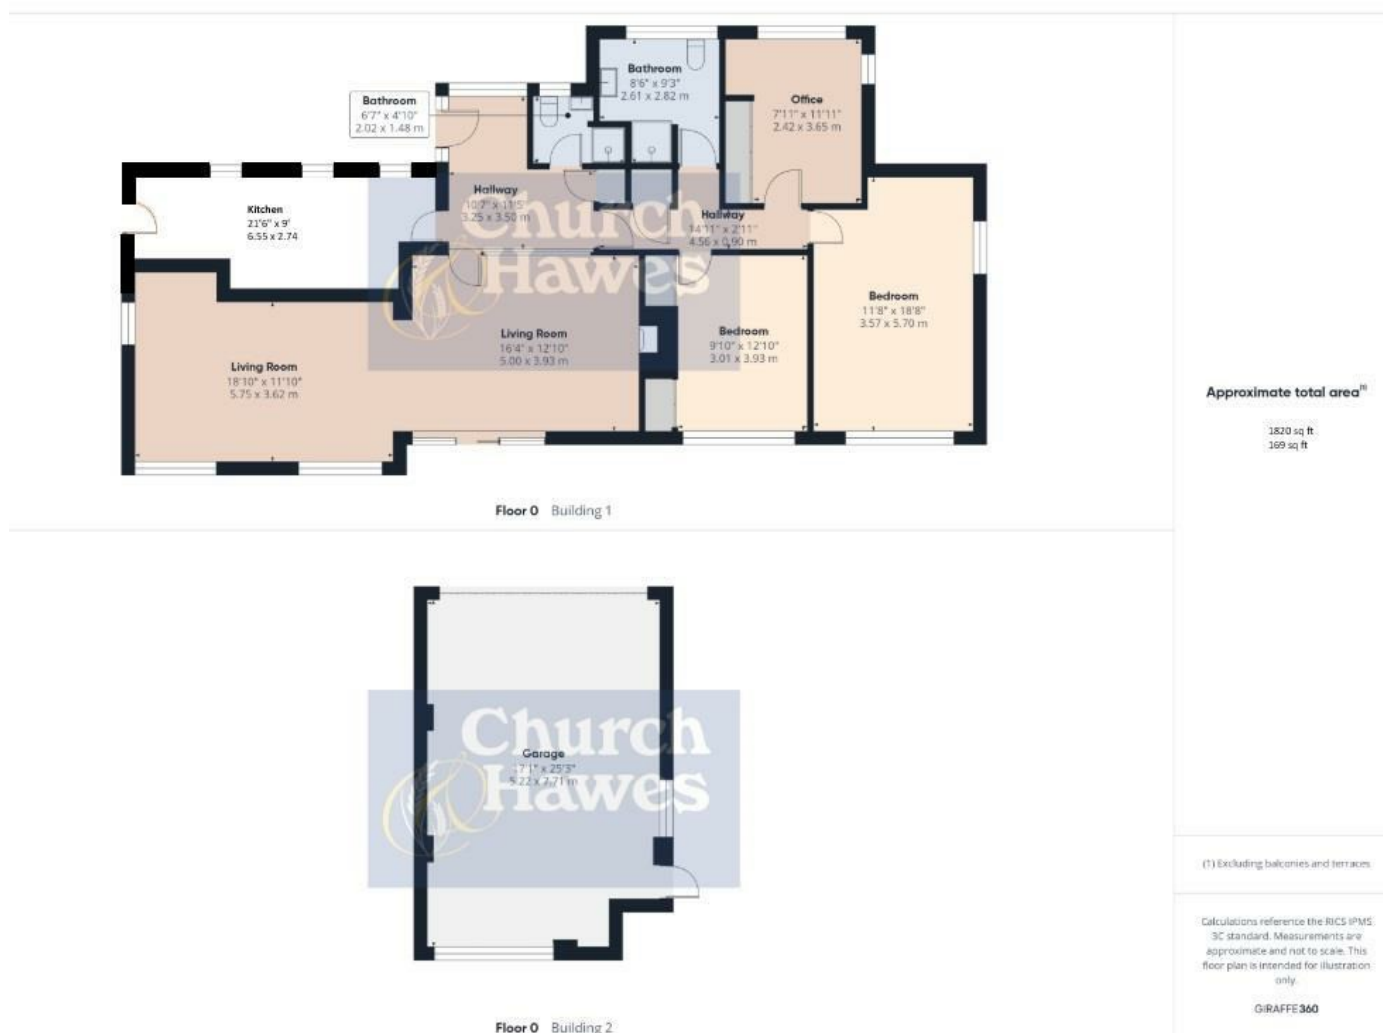 Bathroom
8'6" x 9'3"
2.61 x 2.82 m
Office
7'11" x 11'11"
2.42 x 3.65 m
Bathroom
6'7" x 4'10"
2.02 x 1.48 m
Kitchen
21'6" x 9'
6.55 x 2.74
Hallway
10'7" x 11'5"
3.25 x 3.50 m
Hallway
14'11" x 2'11"
4.56 x 0.90 m
Church
Hawes
Bedroom
11'8" x 18'8"
3.57 x 5.70 m
Living Room
16'4" x 12'10"
5.00 x 3.93 m
Bedroom
9'10" x 12'10"
3.01 x 3.93 m
Living Room
18'10" x 11'10"
5.75 x 3.62 m
Floor 0 Building 1
Approximate total area(1)
1820 sq ft
169 sq ft
Church
Hawes
Garage
17'1" x 25'3"
5.22 x 7.71 m
Floor 0 Building 2
(1) Excluding balconies and terraces
Calculations reference the RICS IPMS
3C standard. Measurements are
approximate and not to scale. This
floor plan is intended for illustration
only.
GIRAFFE360